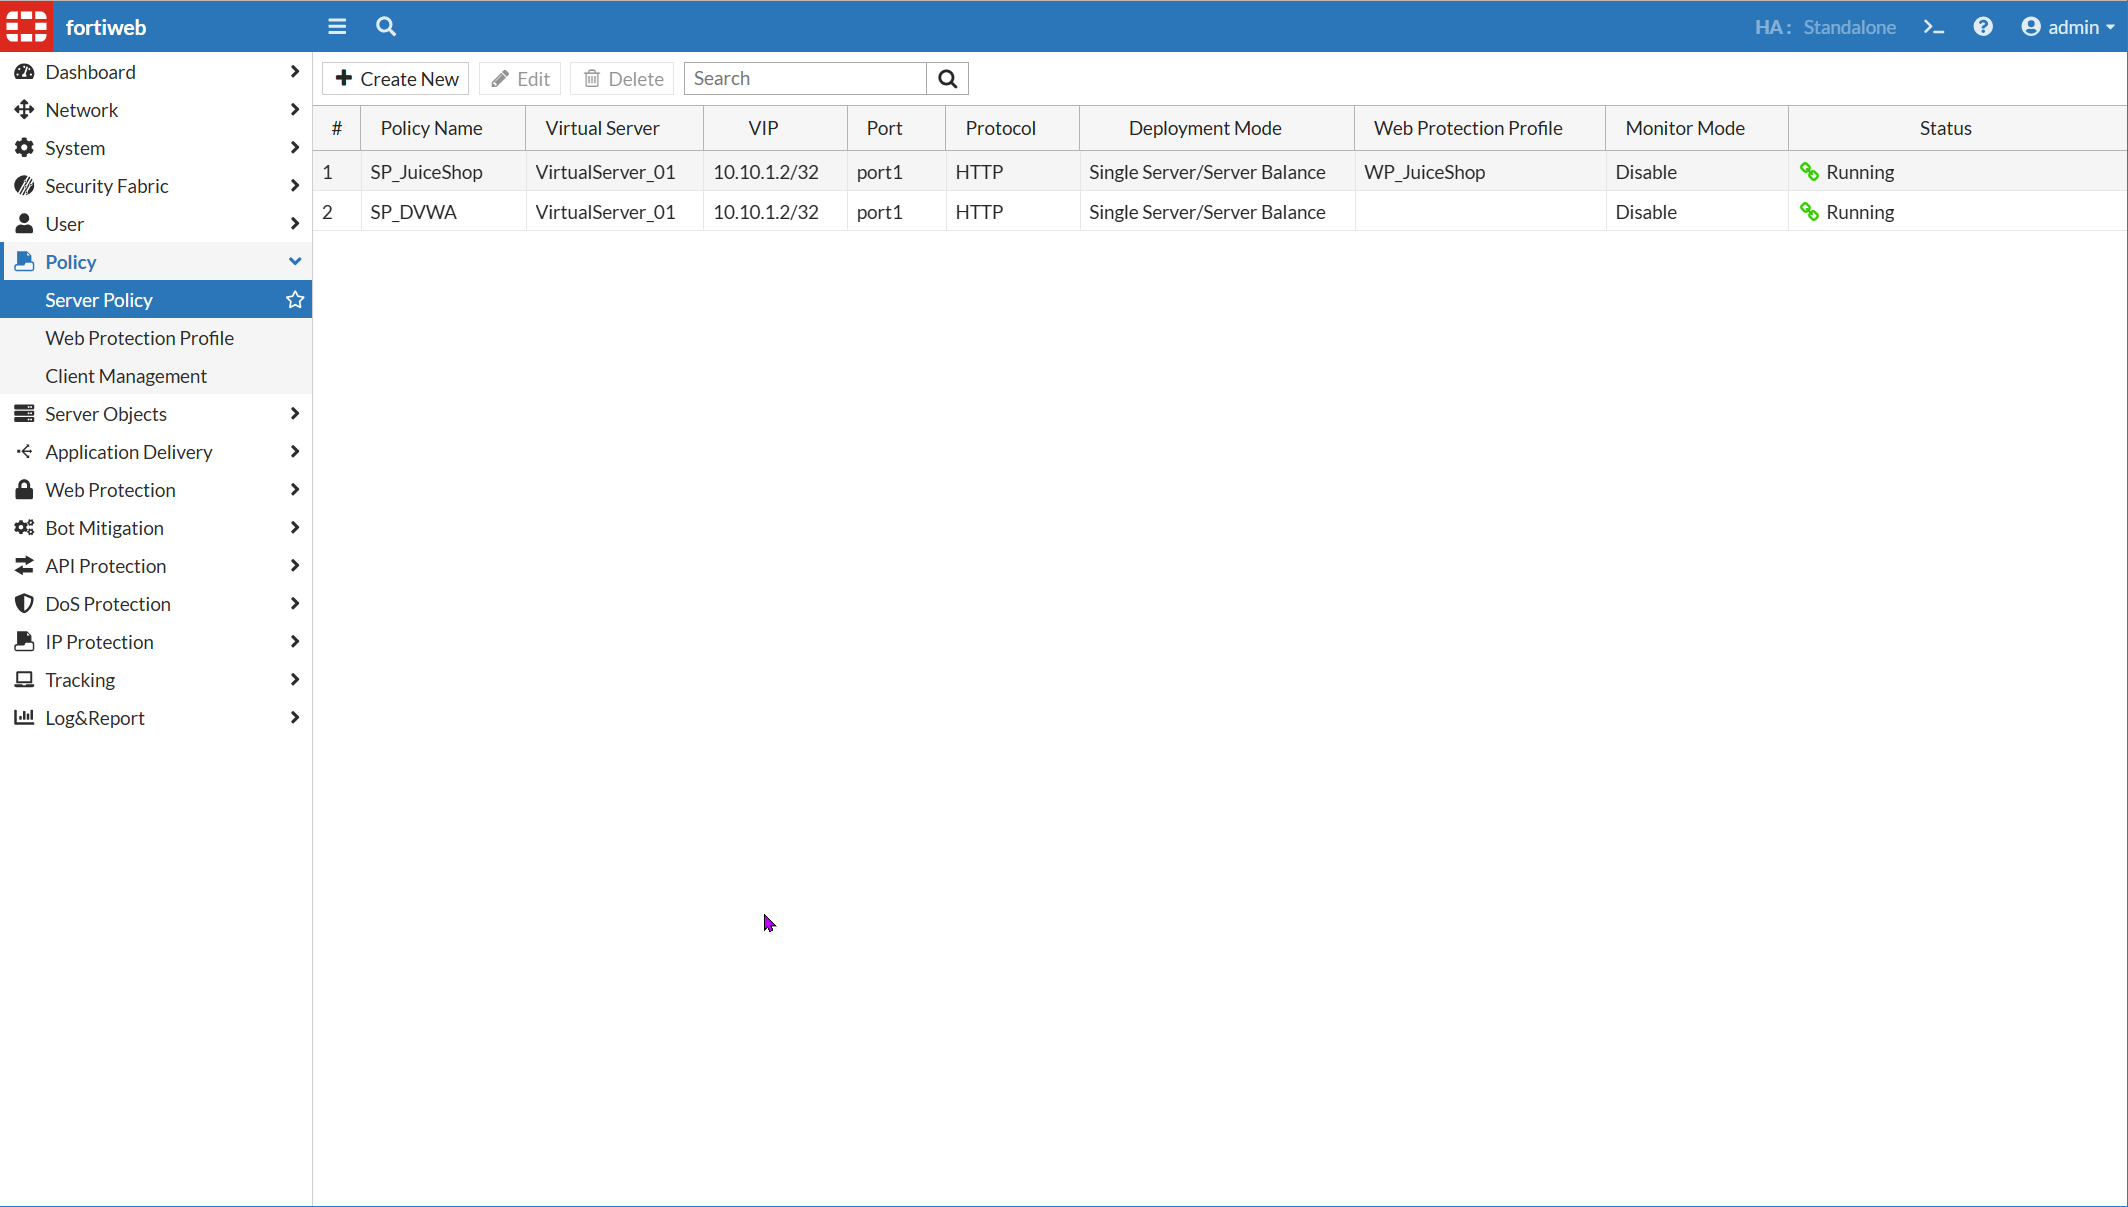 fortiweb
HA: Standalone
admin
Dashboard
Network
System
Security Fabric
User
Policy
Server Policy
Web Protection Profile
Client Management
Server Objects
Application Delivery
Web Protection
Bot Mitigation
API Protection
DoS Protection
IP Protection
Tracking
Log&Report
Create New Edit Delete Search
# Policy Name Virtual Server VIP Port Protocol Deployment Mode Web Protection Profile Monitor Mode Status
1 SP_JuiceShop VirtualServer_01 10.10.1.2/32 port1 HTTP Single Server/Server Balance WP_JuiceShop Disable Running
2 SP_DVWA VirtualServer_01 10.10.1.2/32 port1 HTTP Single Server/Server Balance Disable Running